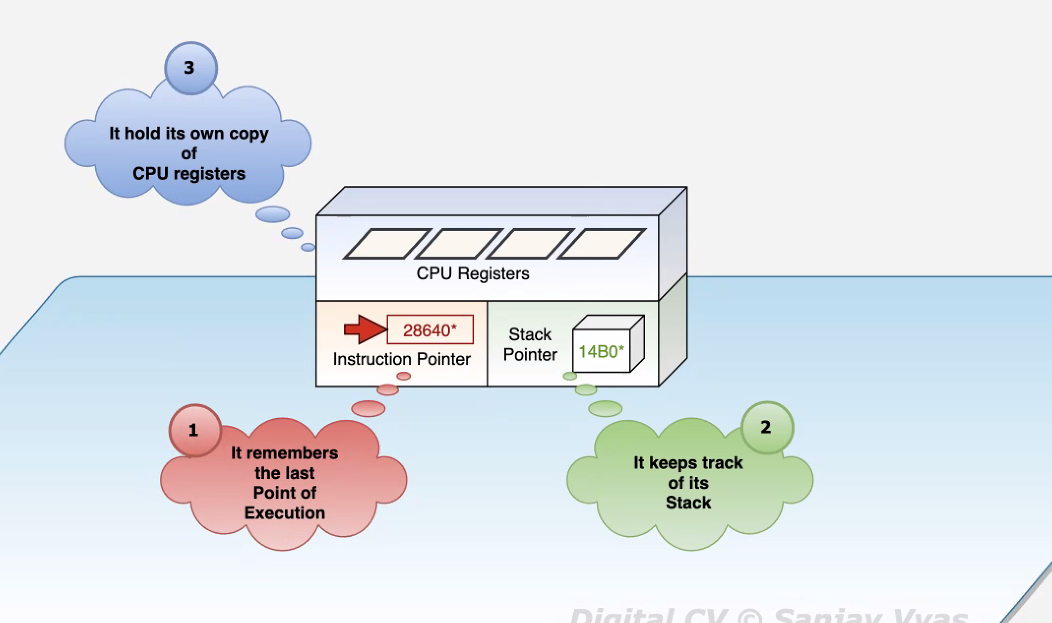 3
It hold its own copy
of
CPU registers
CPU Registers
28640*
Instruction Pointer
Stack
Pointer
14B0*
1
It remembers
the last
Point of
Execution
2
It keeps track
of its
Stack
Digital CV © Sanjay Vyas